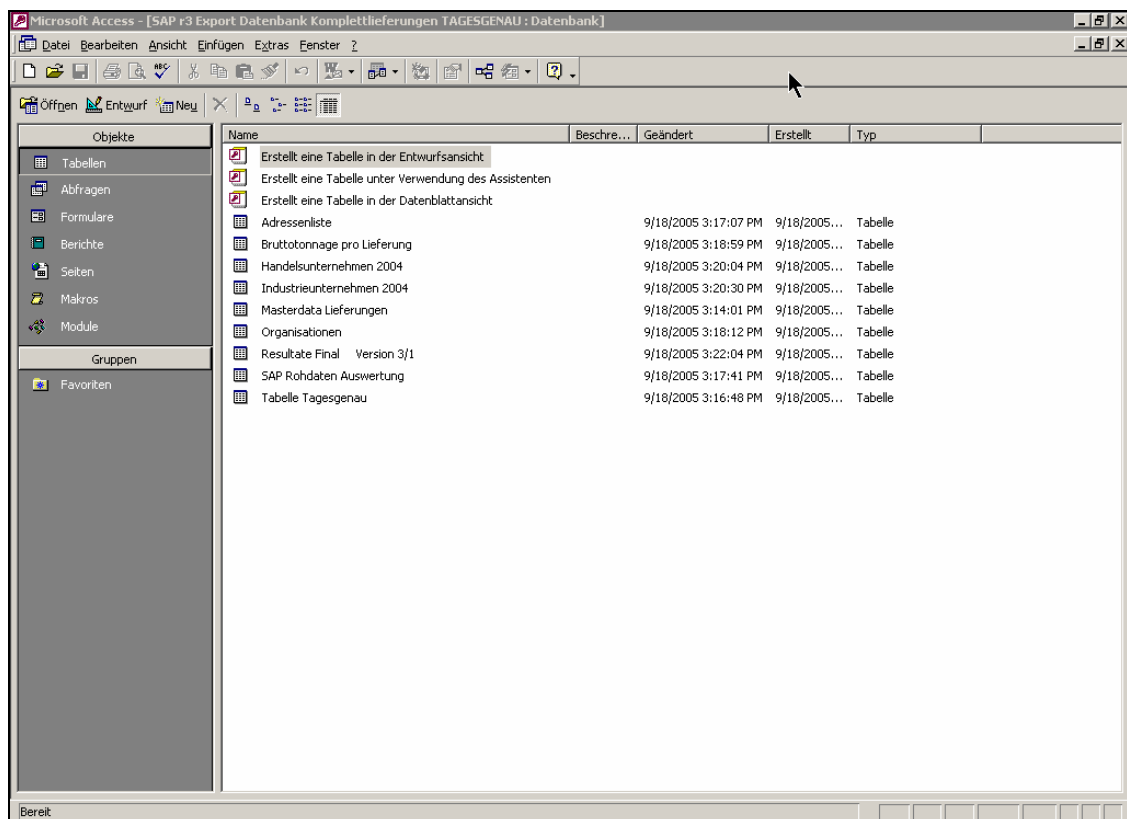 Microsoft Access - [SAP r3 Export Datenbank Komplettlieferungen TAGESGENAU : Datenbank]
Datei Bearbeiten Ansicht Einfügen Extras Fenster ?
ABC
Öffnen Entwurf Neu
Objekte
Tabellen
Abfragen
Formulare
Berichte
Seiten
Makros
Module
Gruppen
Favoriten
Name Beschre... Geändert Erstellt Typ
Erstellt eine Tabelle in der Entwurfsansicht
Erstellt eine Tabelle unter Verwendung des Assistenten
Erstellt eine Tabelle in der Datenblattansicht
Adressenliste 9/18/2005 3:17:07 PM 9/18/2005... Tabelle
Bruttotonnage pro Lieferung 9/18/2005 3:18:59 PM 9/18/2005... Tabelle
Handelsunternehmen 2004 9/18/2005 3:20:04 PM 9/18/2005... Tabelle
Industrieunternehmen 2004 9/18/2005 3:20:30 PM 9/18/2005... Tabelle
Masterdata Lieferungen 9/18/2005 3:14:01 PM 9/18/2005... Tabelle
Organisationen 9/18/2005 3:18:12 PM 9/18/2005... Tabelle
Resultate Final Version 3/1 9/18/2005 3:22:04 PM 9/18/2005... Tabelle
SAP Rohdaten Auswertung 9/18/2005 3:17:41 PM 9/18/2005... Tabelle
Tabelle Tagesgenau 9/18/2005 3:16:48 PM 9/18/2005... Tabelle
Bereit